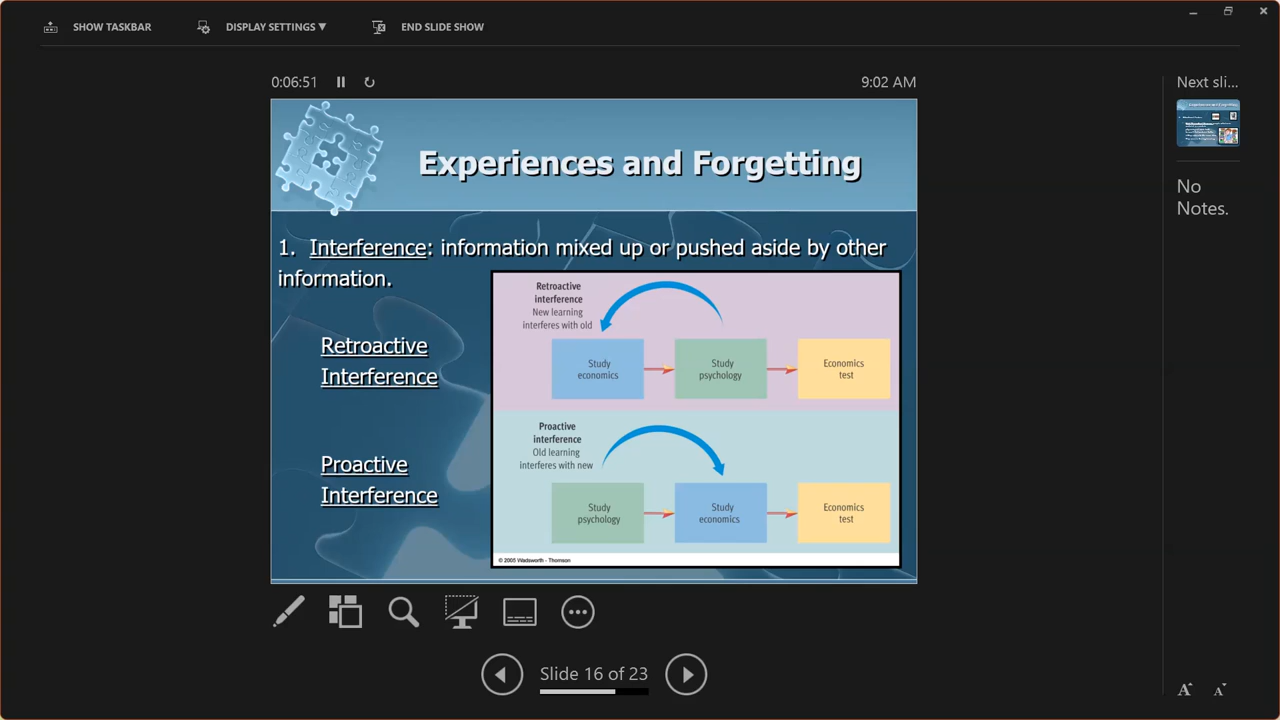 SHOW TASKBAR
DISPLAY SETTINGS ▼
END SLIDE SHOW
0:06:51
9:02 AM
Next sli...
Experiences and Forgetting
1. Interference: information mixed up or pushed aside by other
information.
Retroactive
Interference
Proactive
Interference
Retroactive
interference
New learning
interferes with old
Study
economics
Study
psychology
Economics
test
Proactive
interference
Old learning
interferes with new
Study
psychology
Study
economics
Economics
test
© 2005 Wadsworth - Thomson
No
Notes.
Slide 16 of 23
A
A